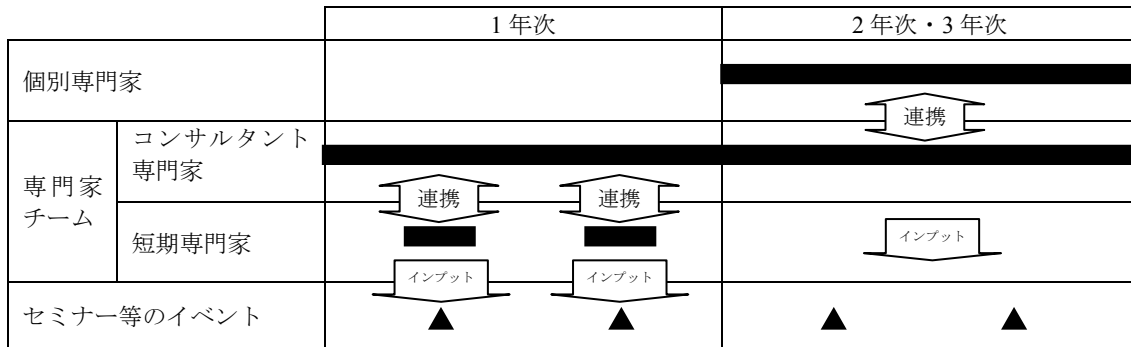 1 年次
2 年次・3 年次
個別専門家
連携
専門家
チーム
コンサルタント
専門家
連携
連携
短期専門家
インプット
インプット
インプット
セミナー等のイベント